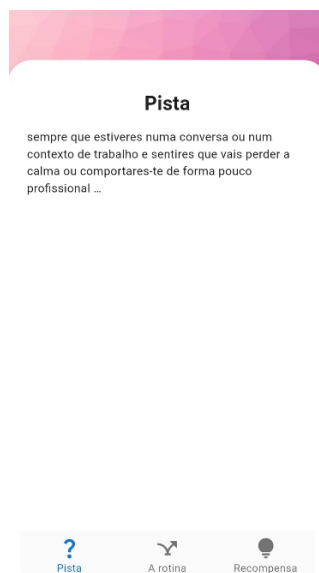 Pista
sempre que estiveres numa conversa ou num
contexto de trabalho e sentires que vais perder a
calma ou comportares-te de forma pouco
profissional ...
Pista
A rotina
Recompensa